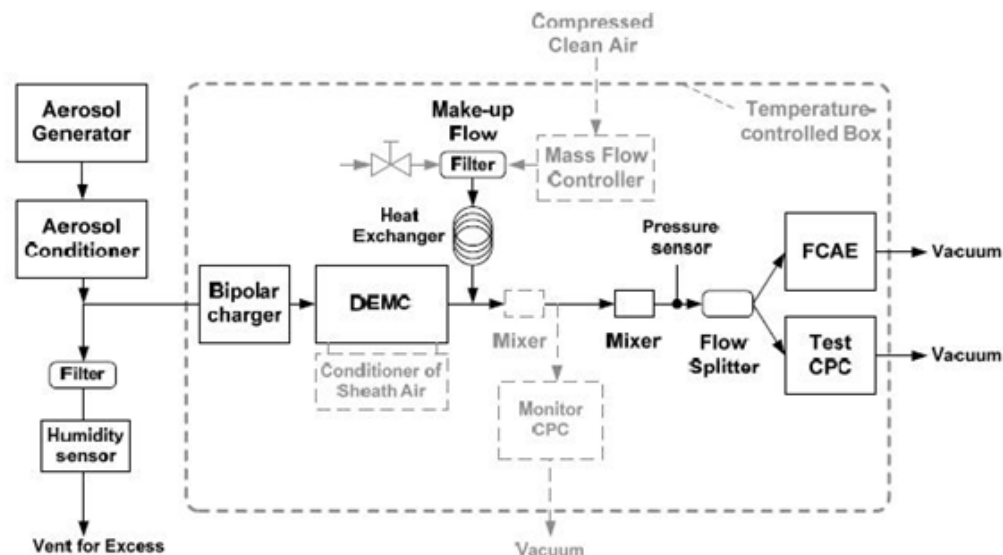 Compressed
Clean Air
Aerosol
Generator
Make-up
Flow
Temperature-
controlled Box
Filter
Mass Flow
Controller
Aerosol
Conditioner
Heat
Exchanger
Pressure
sensor
FCAE
Vacuum
Bipolar
charger
DEMC
Mixer
Mixer
Flow
Splitter
Test
CPC
Vacuum
Conditioner of
Sheath Air
Filter
Monitor
CPC
Humidity
sensor
Vent for Excess
Vacuum